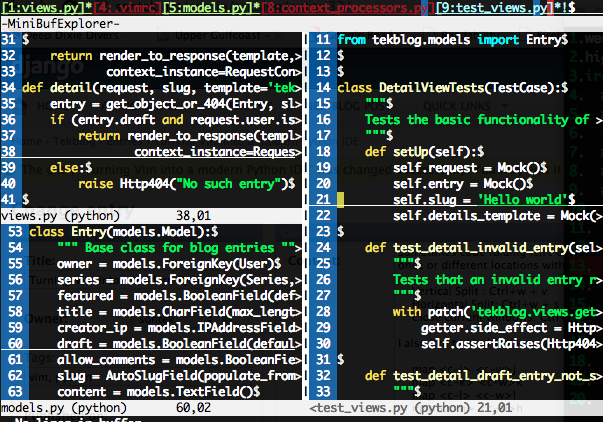 [1:views.py]*[4:.vimrc][5:models.py]*[8:context_processors.py] [9:test_views.py]*!$
-MiniBufExplorer-
31 $
32     return render_to_response(template,>
33             context_instance=RequestCon>
34 def detail(request, slug, template='tek>
35     entry = get_object_or_404(Entry, sl>
36     if (entry.draft and request.user.is>
37         return render_to_response(templ>
38             context_instance=Reques>
39     else:$
40         raise Http404("No such entry")$
41 $
views.py (python)       38,01
53 class Entry(models.Model):$
54     """ Base class for blog entries "">
55     owner = models.ForeignKey(User)$
56     series = models.ForeignKey(Series,>
57     featured = models.BooleanField(def>
58     title = models.CharField(max_lengt>
59     creator_ip = models.IPAddressField>
60     draft = models.BooleanField(defaul>
61     allow_comments = models.BooleanFie>
62     slug = AutoSlugField(populate_from>
63     content = models.TextField()$
models.py (python)      60,02
11 from tekblog.models import Entry$
12 $
13 $
14 class DetailViewTests(TestCase):$
15     """$
16     Tests the basic functionality of >
17     """$
18     def setUp(self):$
19         self.request = Mock()$
20         self.entry = Mock()$
21         self.slug = 'Hello world'$
22         self.details_template = Mock(>
23 $
24     def test_detail_invalid_entry(sel>
25         """$
26         Tests that an invalid entry r>
27         """$
28         with patch('tekblog.views.get>
29             getter.side_effect = Http>
30             self.assertRaises(Http404>
31 $
32     def test_detail_draft_entry_not_s>
33         """$
<test_views.py (python) 21,01
No lines in buffer